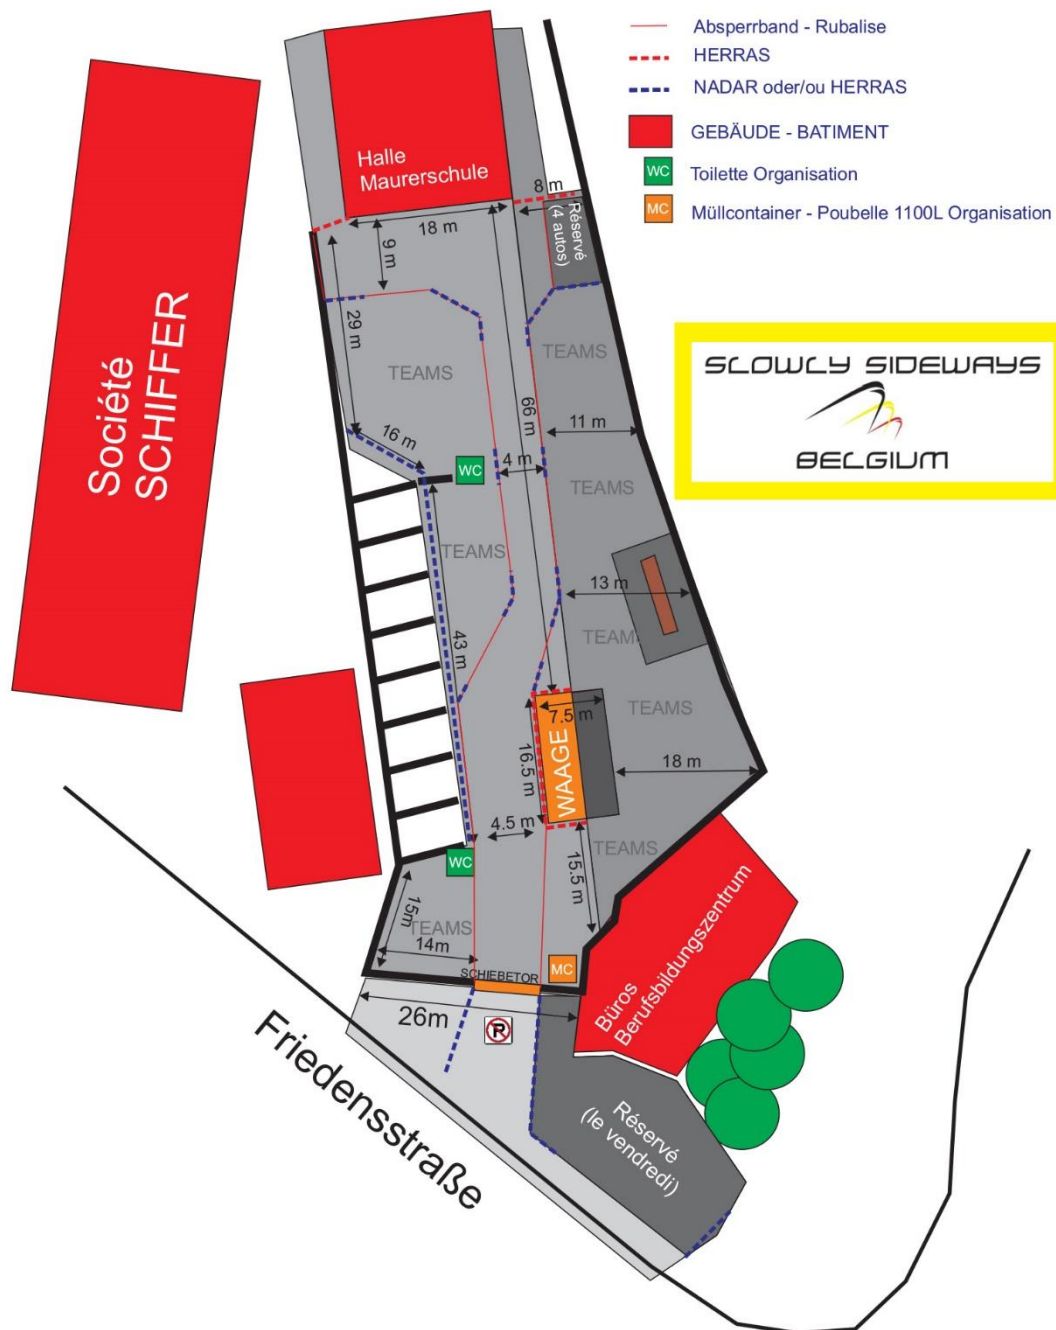 Absperrband - Rubalise
HERRAS
NADAR oder/ou HERRAS
GEBÄUDE - BATIMENT
WC
Toilette Organisation
MC
Müllcontainer - Poubelle 1100L Organisation
Halle
Maurerschule
8 m
Réservé
(4 autos)
18 m
9 m
29 m
Société
SCHIFFER
TEAMS
TEAMS
66 m
SLOWLY SIDEWAYS
BELGIUM
11 m
16 m
4 m
WC
TEAMS
TEAMS
13 m
TEAMS
43 m
TEAMS
7.5 m
16.5 m
WAAGE
18 m
4.5 m
15.5 m
TEAMS
WC
15m
TEAMS
14m
SCHIEBETOR
MC
Büros
Berufsbildungszentrum
26m
P
Friedensstraße
Réservé
(le vendredi)